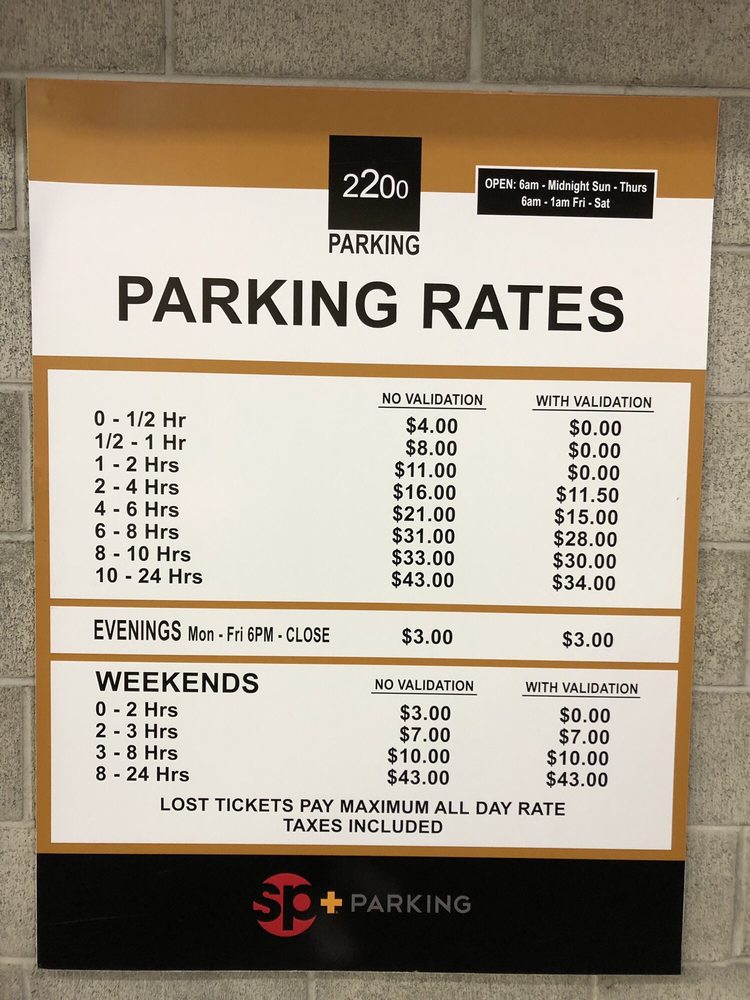 2200
PARKING
OPEN: 6am - Midnight Sun - Thurs
6am - 1am Fri - Sat
PARKING RATES
NO VALIDATION WITH VALIDATION
0 - 1/2 Hr $4.00 $0.00
1/2 - 1 Hr $8.00 $0.00
1 - 2 Hrs $11.00 $0.00
2 - 4 Hrs $16.00 $11.50
4 - 6 Hrs $21.00 $15.00
6 - 8 Hrs $31.00 $28.00
8 - 10 Hrs $33.00 $30.00
10 - 24 Hrs $43.00 $34.00
EVENINGS Mon - Fri 6PM - CLOSE $3.00 $3.00
WEEKENDS NO VALIDATION WITH VALIDATION
0 - 2 Hrs $3.00 $0.00
2 - 3 Hrs $7.00 $7.00
3 - 8 Hrs $10.00 $10.00
8 - 24 Hrs $43.00 $43.00
LOST TICKETS PAY MAXIMUM ALL DAY RATE
TAXES INCLUDED
sp+ PARKING